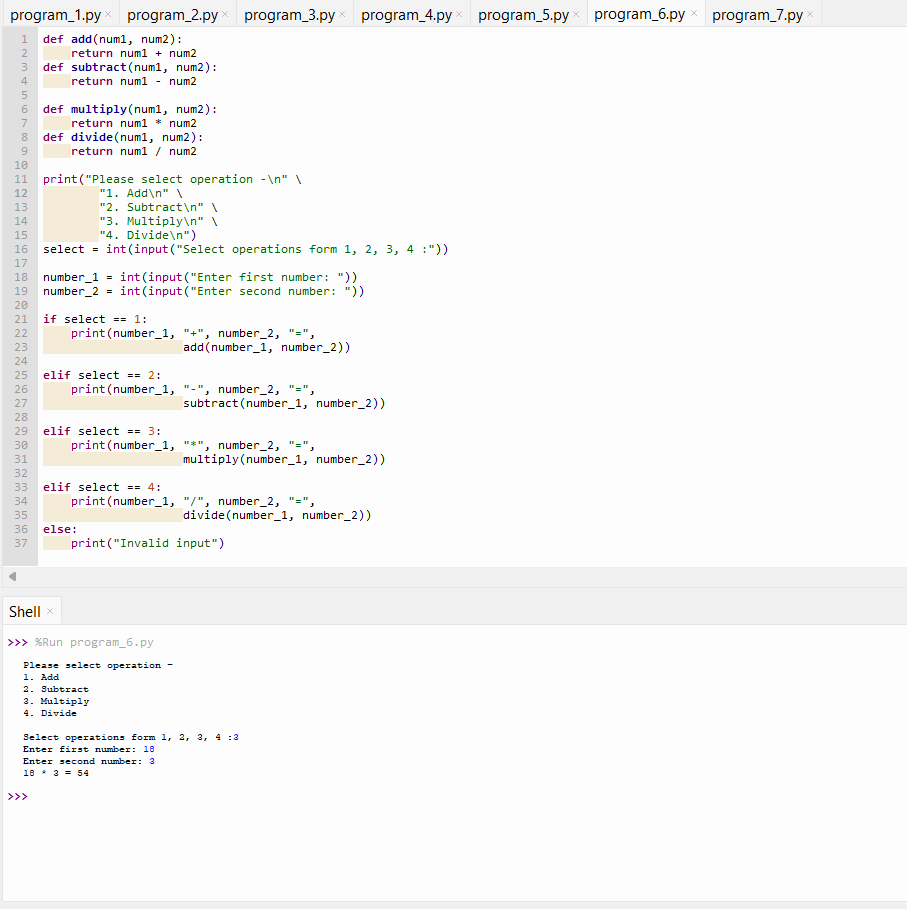 program_1.py × program_2.py × program_3.py × program_4.py × program_5.py × program_6.py × program_7.py ×
1 def add(num1, num2):
2     return num1 + num2
3 def subtract(num1, num2):
4     return num1 - num2
5
6 def multiply(num1, num2):
7     return num1 * num2
8 def divide(num1, num2):
9     return num1 / num2
10
11 print("Please select operation -\n" \
12         "1. Add\n" \
13         "2. Subtract\n" \
14         "3. Multiply\n" \
15         "4. Divide\n")
16 select = int(input("Select operations form 1, 2, 3, 4 :"))
17
18 number_1 = int(input("Enter first number: "))
19 number_2 = int(input("Enter second number: "))
20
21 if select == 1:
22     print(number_1, "+", number_2, "=",
23                     add(number_1, number_2))
24
25 elif select == 2:
26     print(number_1, "-", number_2, "=",
27                     subtract(number_1, number_2))
28
29 elif select == 3:
30     print(number_1, "*", number_2, "=",
31                     multiply(number_1, number_2))
32
33 elif select == 4:
34     print(number_1, "/", number_2, "=",
35                     divide(number_1, number_2))
36 else:
37     print("Invalid input")
Shell ×
>>> %Run program_6.py
Please select operation -
1. Add
2. Subtract
3. Multiply
4. Divide
Select operations form 1, 2, 3, 4 :3
Enter first number: 18
Enter second number: 3
18 * 3 = 54
>>>